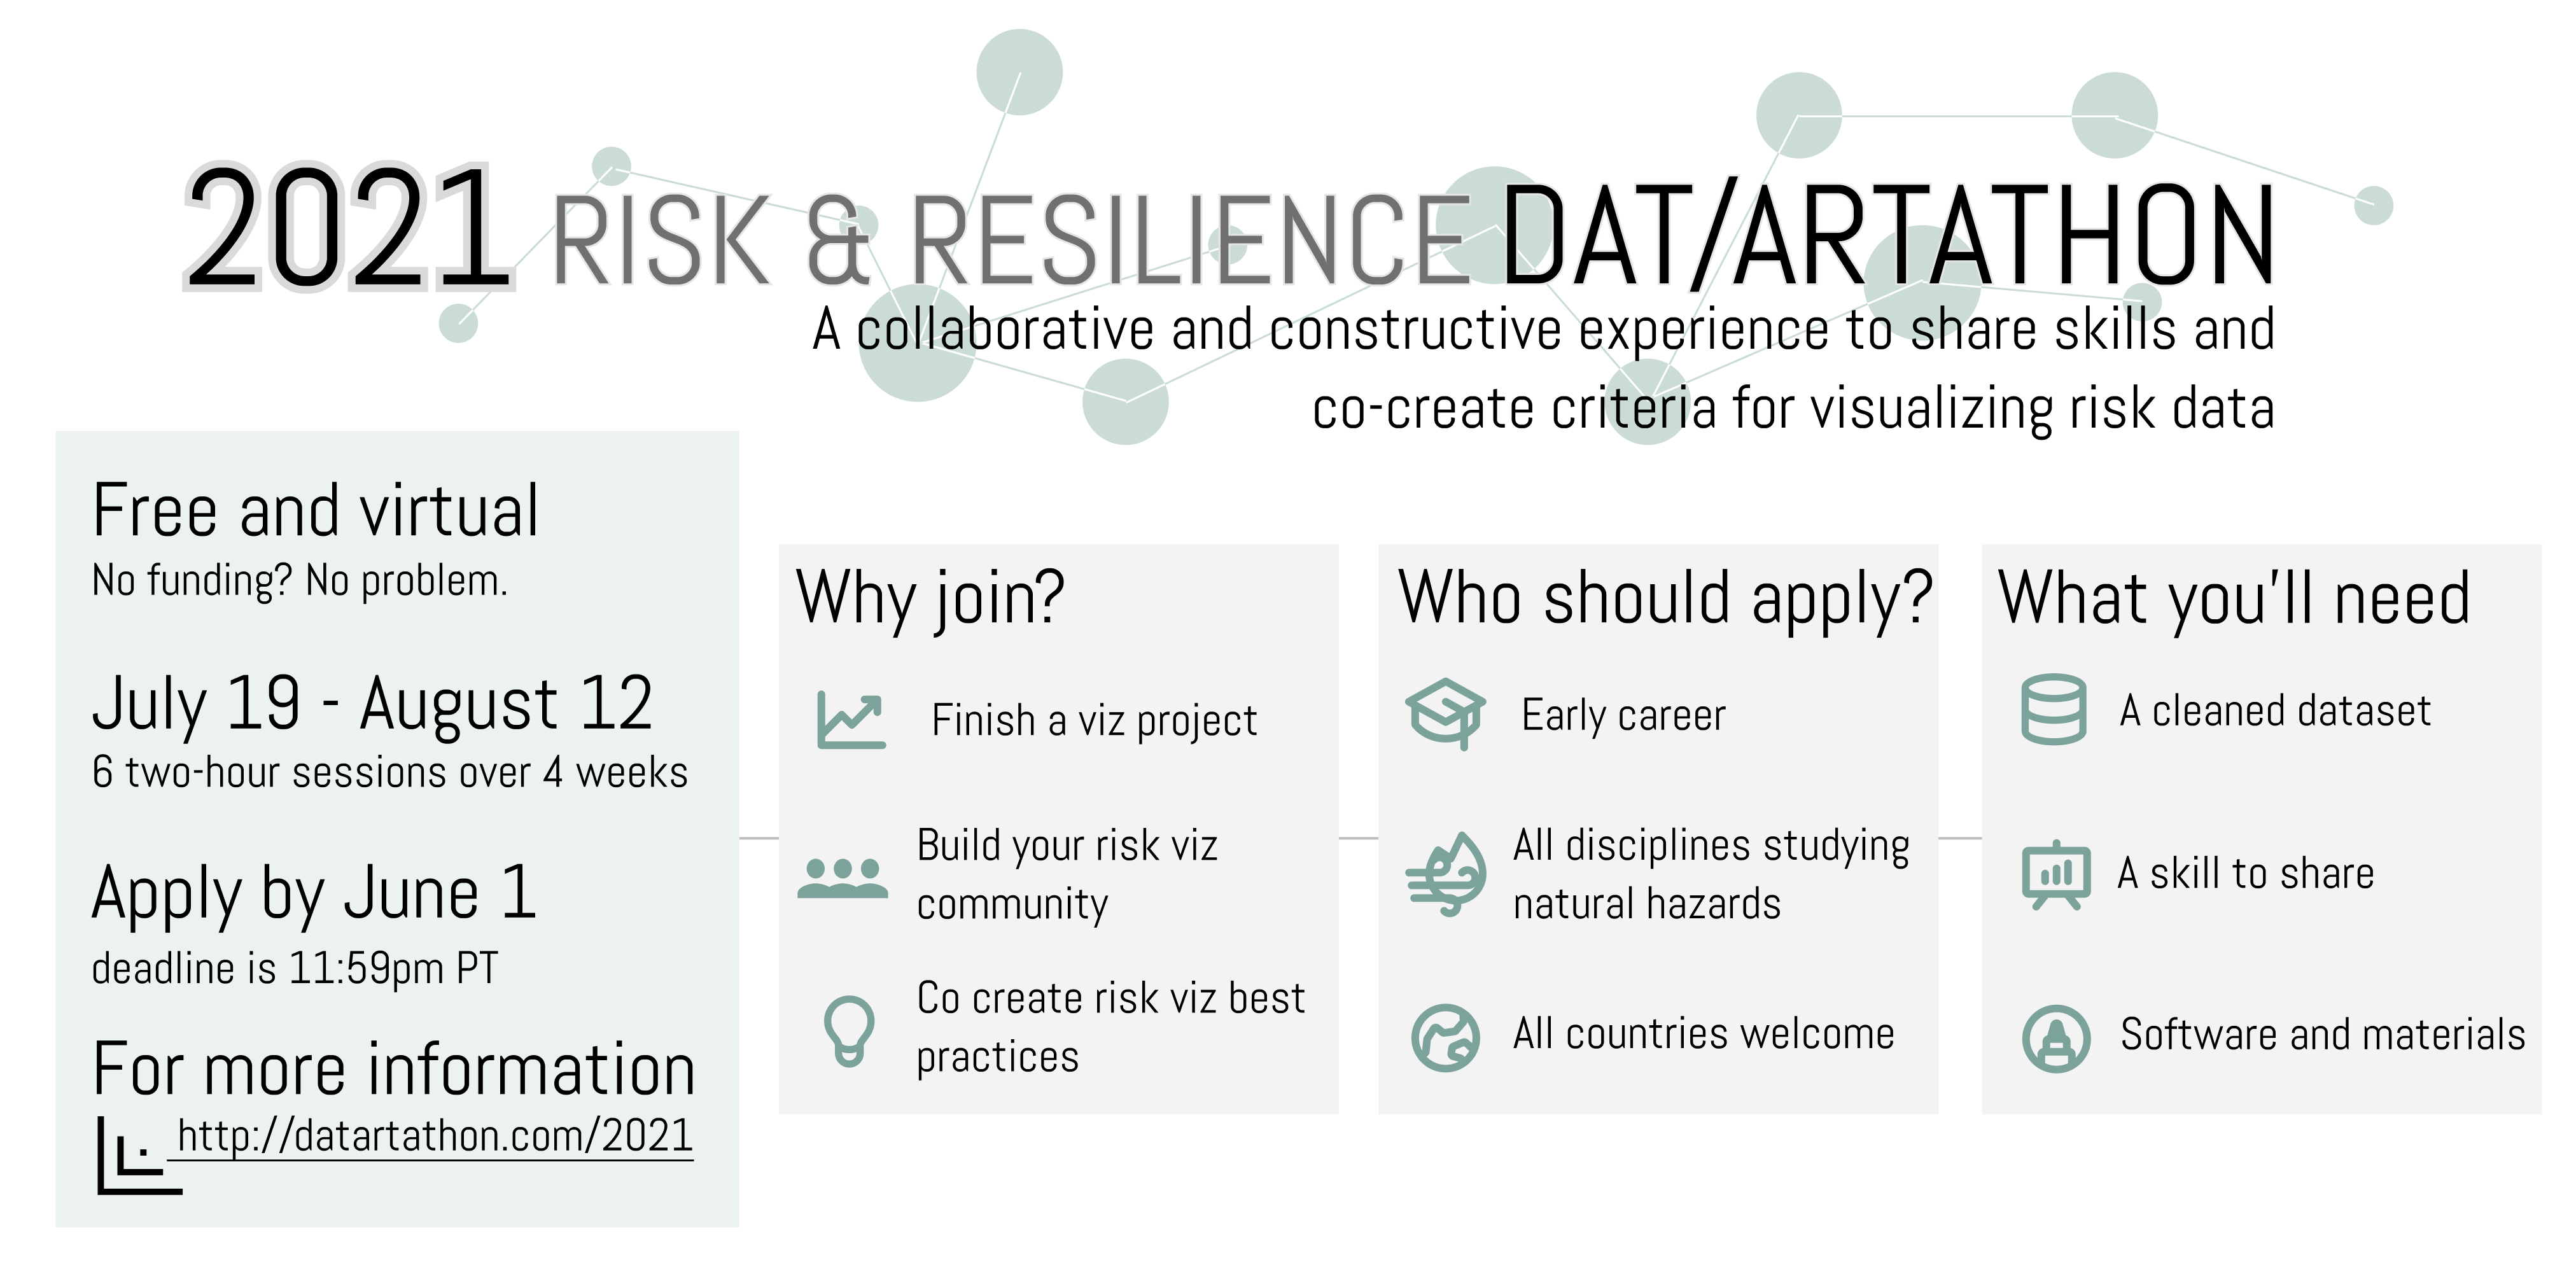 2021 RISK & RESILIENCE DAT/ARTATHON
A collaborative and constructive experience to share skills and
co-create criteria for visualizing risk data
Free and virtual
No funding? No problem.
July 19 - August 12
6 two-hour sessions over 4 weeks
Apply by June 1
deadline is 11:59pm PT
For more information
http://datartathon.com/2021
Why join?
Finish a viz project
Build your risk viz
community
Co create risk viz best
practices
Who should apply?
Early career
All disciplines studying
natural hazards
All countries welcome
What you'll need
A cleaned dataset
A skill to share
Software and materials